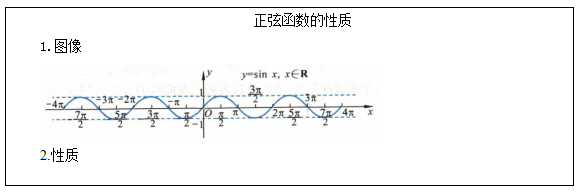 正弦函数的性质
1.图像
y
y=sin x, x∈R
-4π -3π -2π -π 1 3π/2 3π
7π/2 5π/2 3π/2 π/2 -1 O π/2 π 2π 5π/2 7π/2 4π x
2.性质